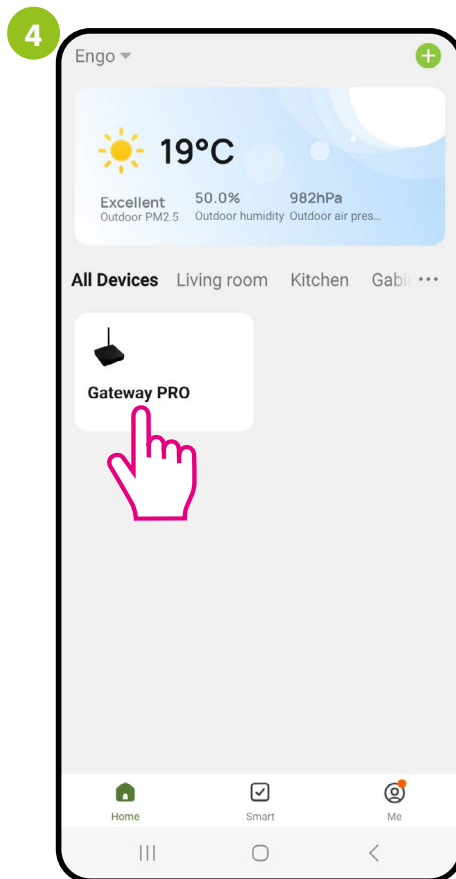 4
Engo
19°C
Excellent 50.0% 982hPa
Outdoor PM2.5 Outdoor humidity Outdoor air pres...
All Devices Living room Kitchen Gabi ...
Gateway PRO
Home Smart Me